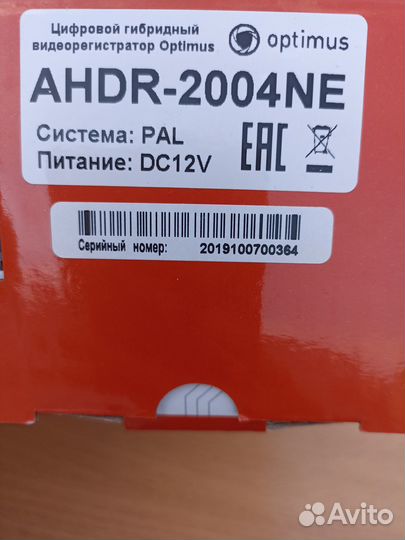 Цифровой гибридный
видеорегистратор Optimus
optimus
AHDR-2004NE
Система: PAL
Питание: DC12V
EAC
Серийный номер: 2019100700364
Avito